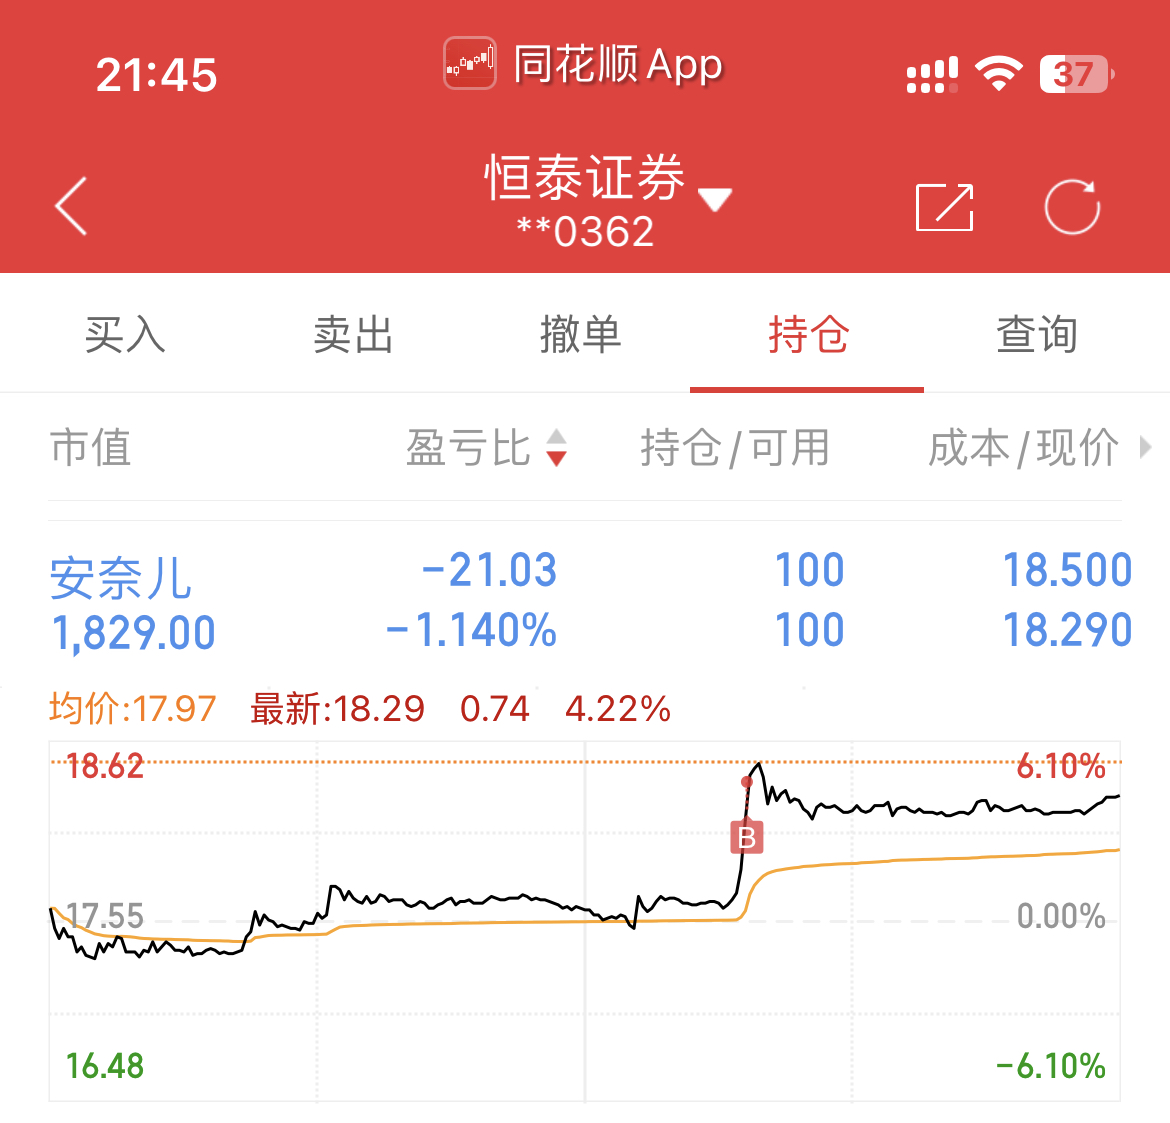 21:45 同花顺App 37
恒泰证券
**0362
买入 卖出 撤单 持仓 查询
市值 盈亏比 持仓/可用 成本/现价
安奈儿 -21.03 100 18.500
1,829.00 -1.140% 100 18.290
均价:17.97 最新:18.29 0.74 4.22%
18.62 6.10%
B
17.55 0.00%
16.48 -6.10%